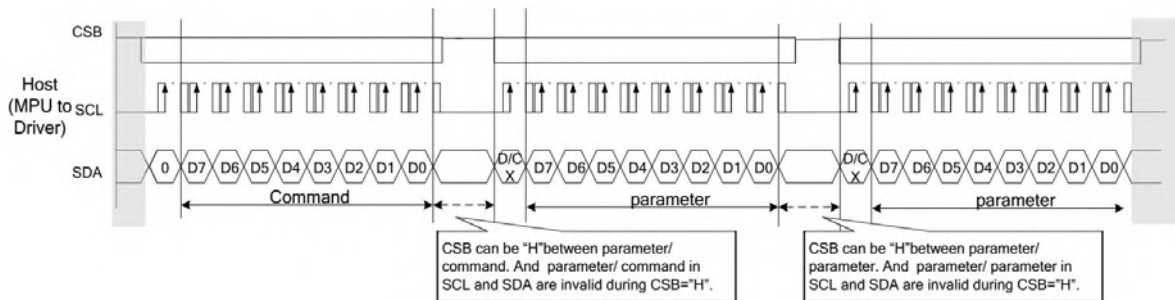 CSB
Host
(MPU to
Driver)
SCL
SDA
0 D7 D6 D5 D4 D3 D2 D1 D0
D/C
X
D7 D6 D5 D4 D3 D2 D1 D0
D/C
X
D7 D6 D5 D4 D3 D2 D1 D0
Command
parameter
parameter
CSB can be “H”between parameter/
command. And parameter/ command in
SCL and SDA are invalid during CSB=”H”.
CSB can be “H”between parameter/
parameter. And parameter/ parameter in
SCL and SDA are invalid during CSB=”H”.